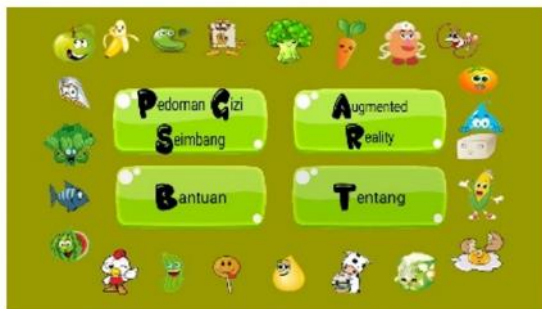 Pedoman Gizi
Seimbang
Augmented
Reality
Bantuan
Tentang